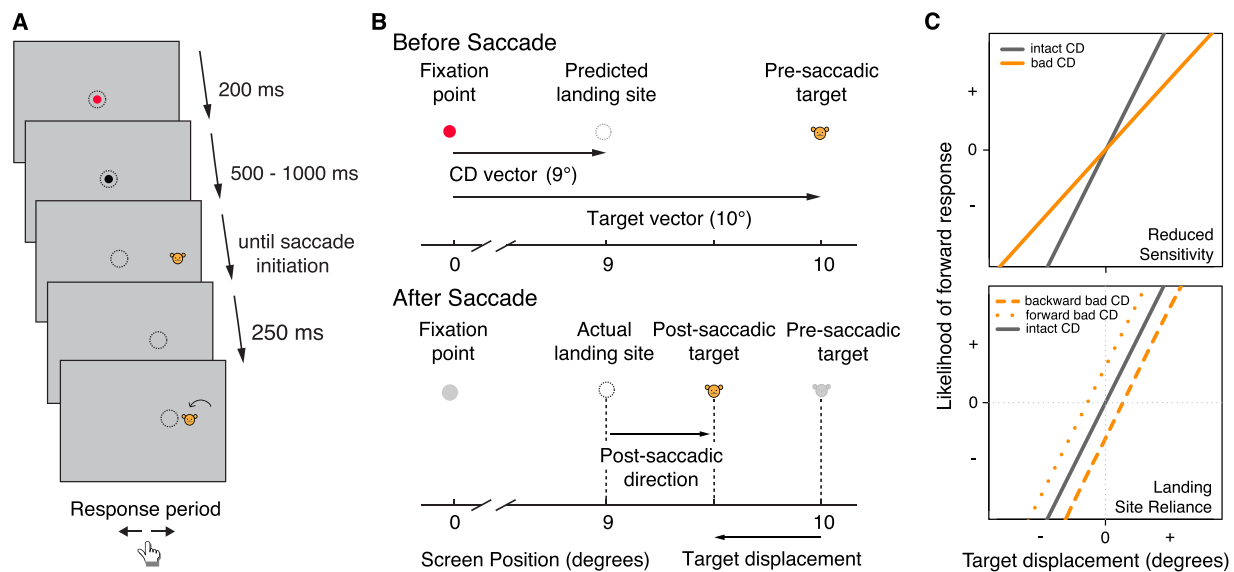 A
200 ms
500 - 1000 ms
until saccade
initiation
250 ms
Response period
B
Before Saccade
Fixation
point
Predicted
landing site
Pre-saccadic
target
CD vector (9°)
Target vector (10°)
0
9
10
After Saccade
Fixation
point
Actual
landing site
Post-saccadic
target
Pre-saccadic
target
Post-saccadic
direction
0
9
10
Screen Position (degrees)
Target displacement
C
Likelihood of forward response
intact CD
bad CD
+
0
-
Reduced
Sensitivity
backward bad CD
forward bad CD
intact CD
+
0
-
Landing
Site Reliance
- 0 +
Target displacement (degrees)